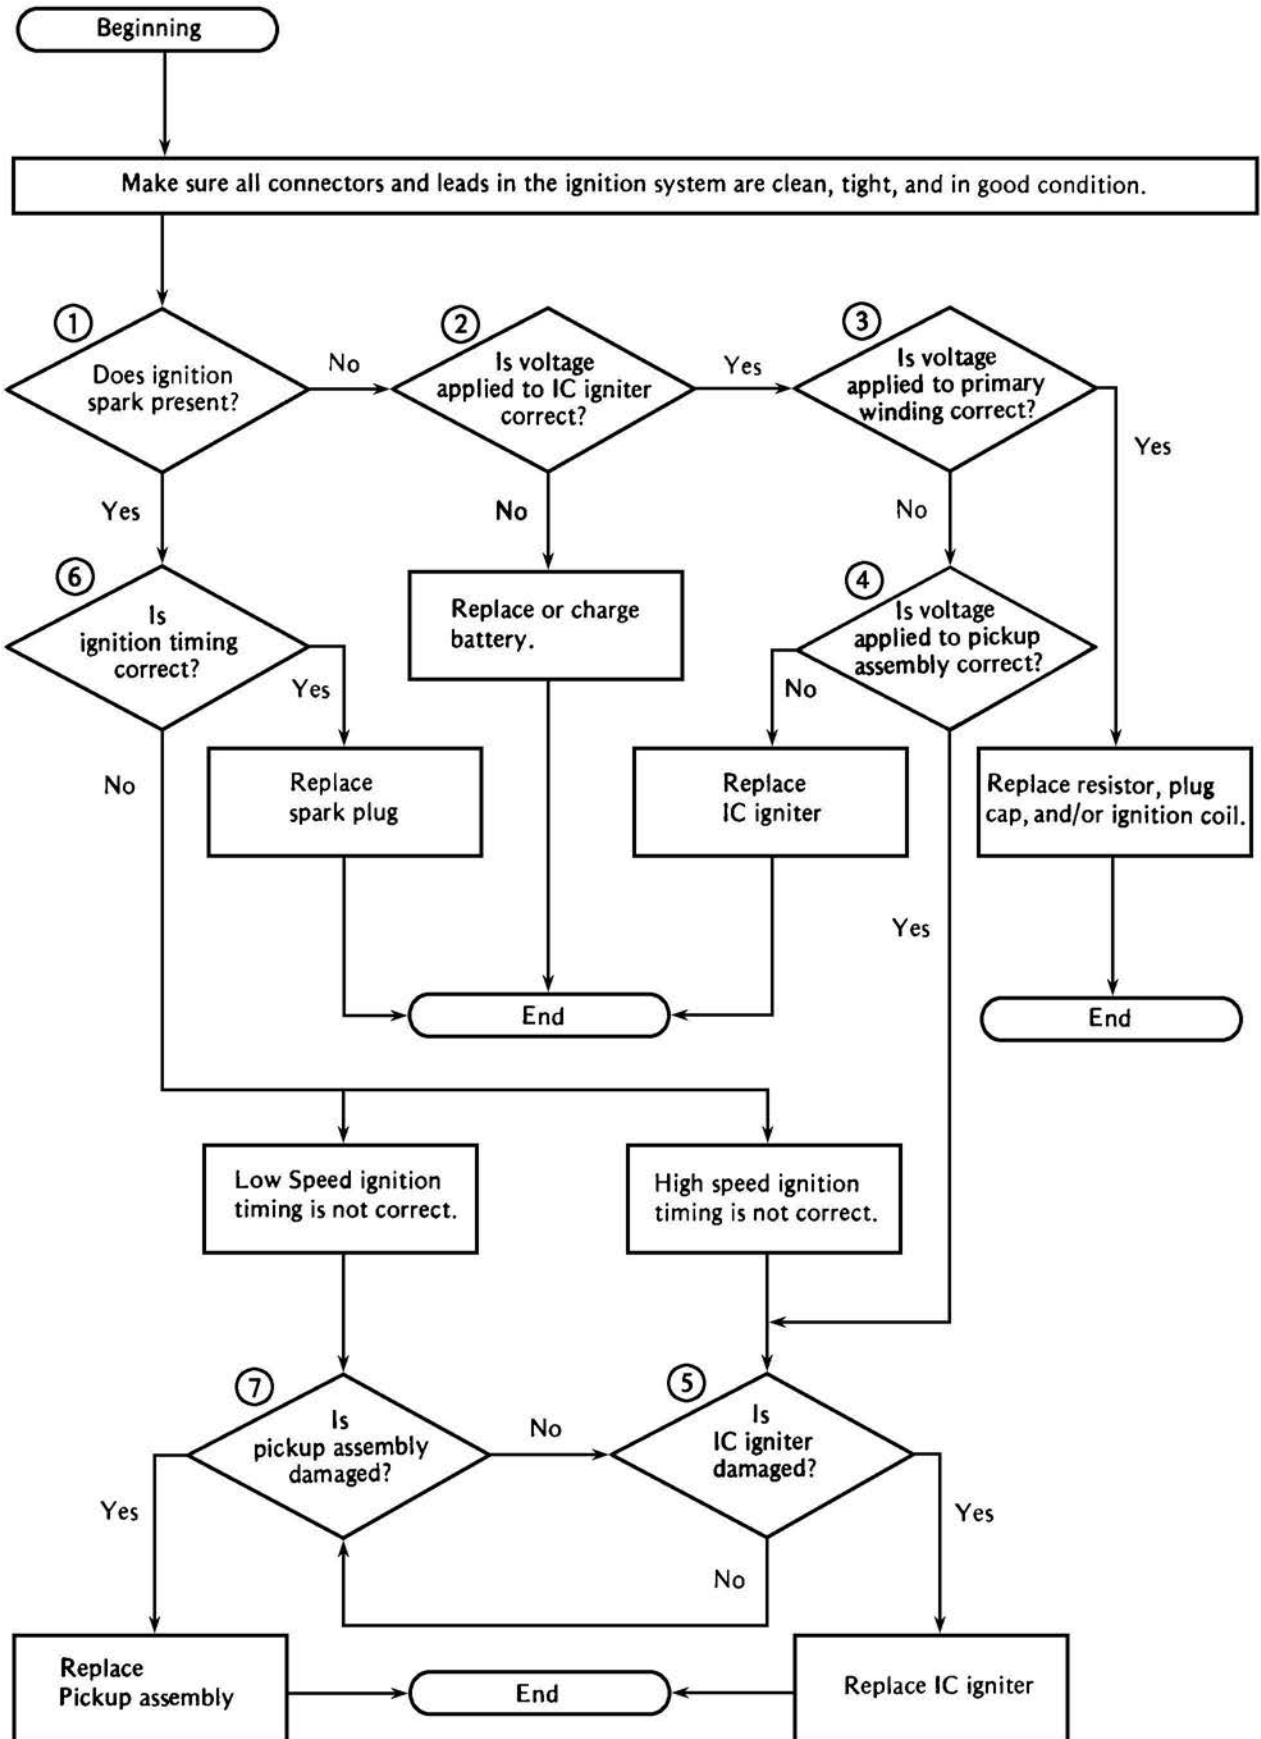 Beginning
Make sure all connectors and leads in the ignition system are clean, tight, and in good condition.
1
Does ignition
spark present?
No
Yes
2
Is voltage
applied to IC igniter
correct?
Yes
No
3
Is voltage
applied to primary
winding correct?
Yes
No
6
Is
ignition timing
correct?
Yes
No
Replace or charge
battery.
4
Is voltage
applied to pickup
assembly correct?
No
Yes
Replace
spark plug
Replace
IC igniter
Replace resistor, plug
cap, and/or ignition coil.
End
End
Low Speed ignition
timing is not correct.
High speed ignition
timing is not correct.
7
Is
pickup assembly
damaged?
No
Yes
5
Is
IC igniter
damaged?
Yes
No
Replace
Pickup assembly
End
Replace IC igniter